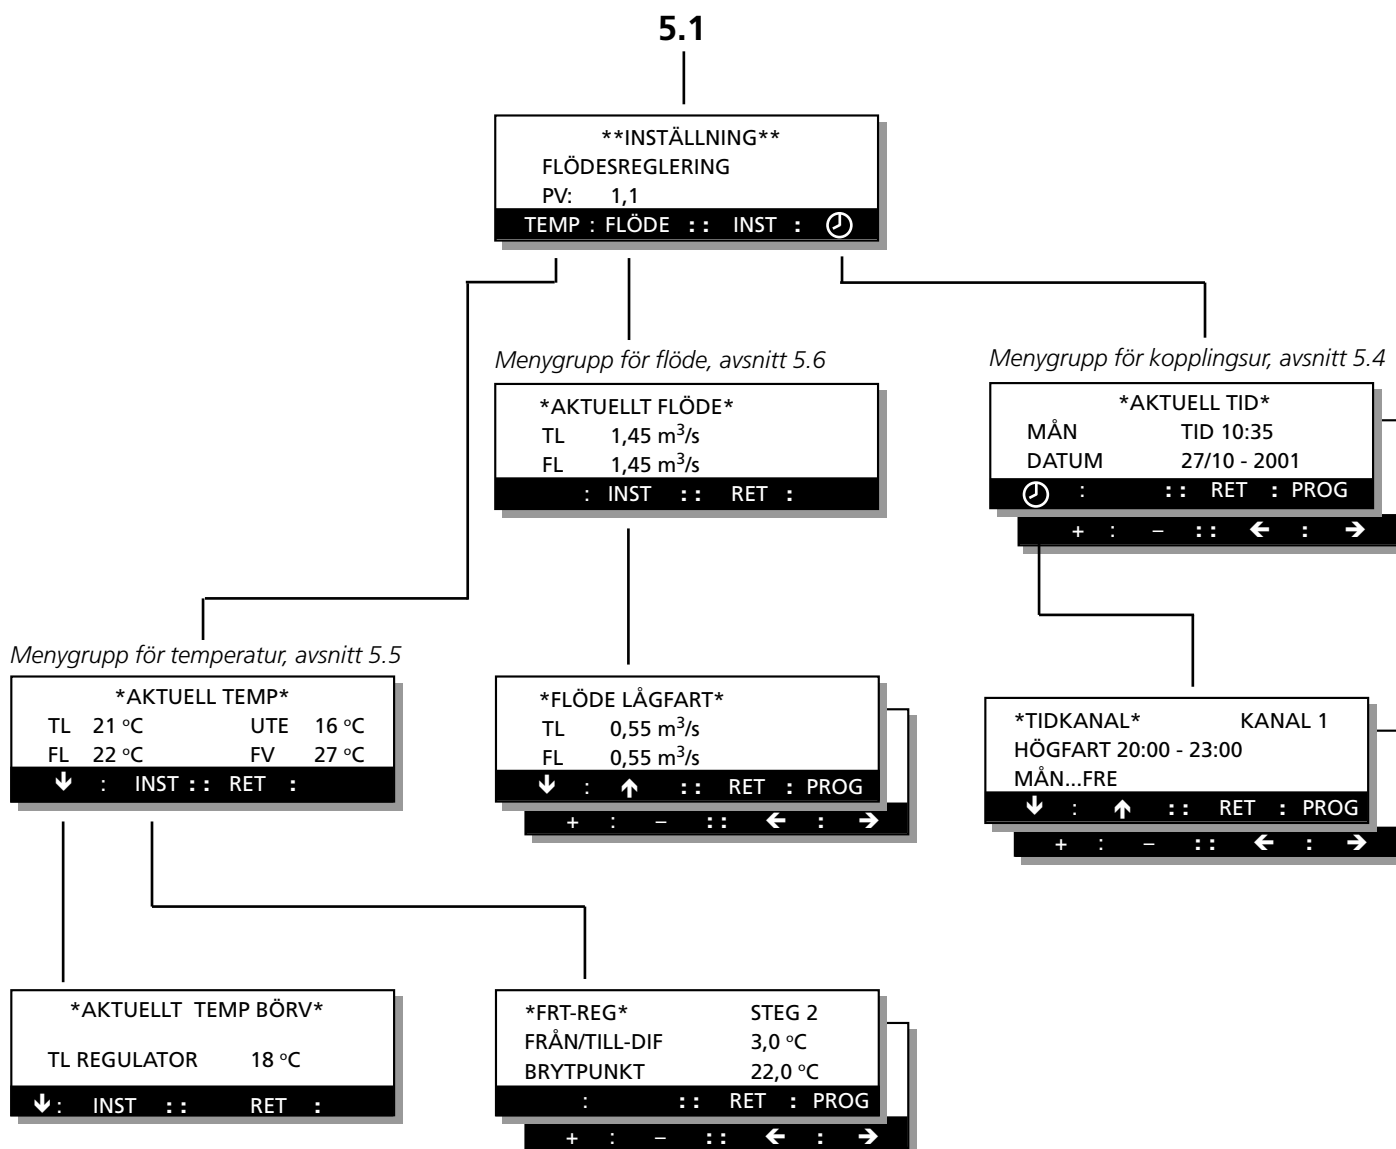 5.1
**INSTÄLLNING**
FLÖDESREGLERING
PV: 1,1
TEMP : FLÖDE :: INST :
Menygrupp för flöde, avsnitt 5.6
*AKTUELLT FLÖDE*
TL 1,45 m³/s
FL 1,45 m³/s
: INST :: RET :
Menygrupp för kopplingsur, avsnitt 5.4
*AKTUELL TID*
MÅN TID 10:35
DATUM 27/10 - 2001
: :: RET : PROG
+ : – :: ← : →
Menygrupp för temperatur, avsnitt 5.5
*AKTUELL TEMP*
TL 21 °C UTE 16 °C
FL 22 °C FV 27 °C
↓ : INST :: RET :
*FLÖDE LÅGFART*
TL 0,55 m³/s
FL 0,55 m³/s
↓ : ↑ :: RET : PROG
+ : – :: ← : →
*TIDKANAL* KANAL 1
HÖGFART 20:00 - 23:00
MÅN...FRE
↓ : ↑ :: RET : PROG
+ : – :: ← : →
*AKTUELLT TEMP BÖRV*
TL REGULATOR 18 °C
↓ : INST :: RET :
*FRT-REG* STEG 2
FRÅN/TILL-DIF 3,0 °C
BRYTPUNKT 22,0 °C
: :: RET : PROG
+ : – :: ← : →